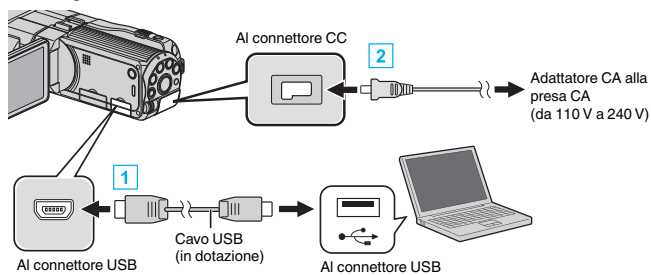 Al connettore CC
2
Adattatore CA alla
presa CA
(da 110 V a 240 V)
1
Cavo USB
(in dotazione)
Al connettore USB
Al connettore USB